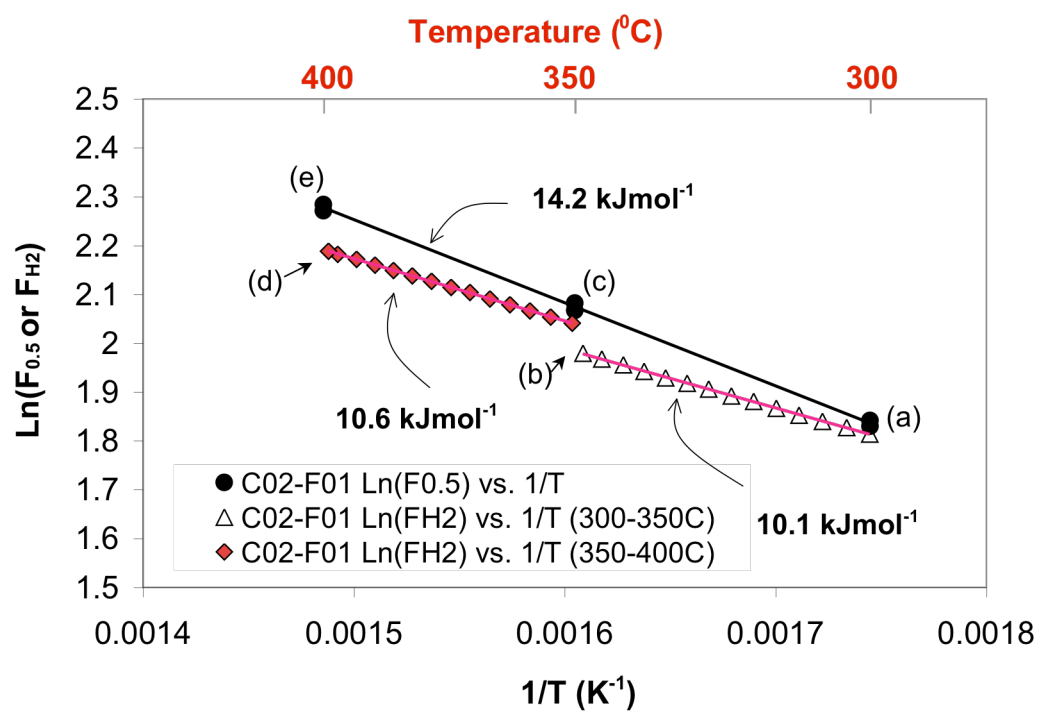 Temperature (⁰C)
400 350 300
2.5
2.4
2.3
2.2
2.1
2
1.9
1.8
1.7
1.6
1.5
Ln(F0.5 or FH2)
(e)
14.2 kJmol-1
(d)
(c)
(b)
10.6 kJmol-1
(a)
10.1 kJmol-1
C02-F01 Ln(F0.5) vs. 1/T
C02-F01 Ln(FH2) vs. 1/T (300-350C)
C02-F01 Ln(FH2) vs. 1/T (350-400C)
0.0014 0.0015 0.0016 0.0017 0.0018
1/T (K-1)